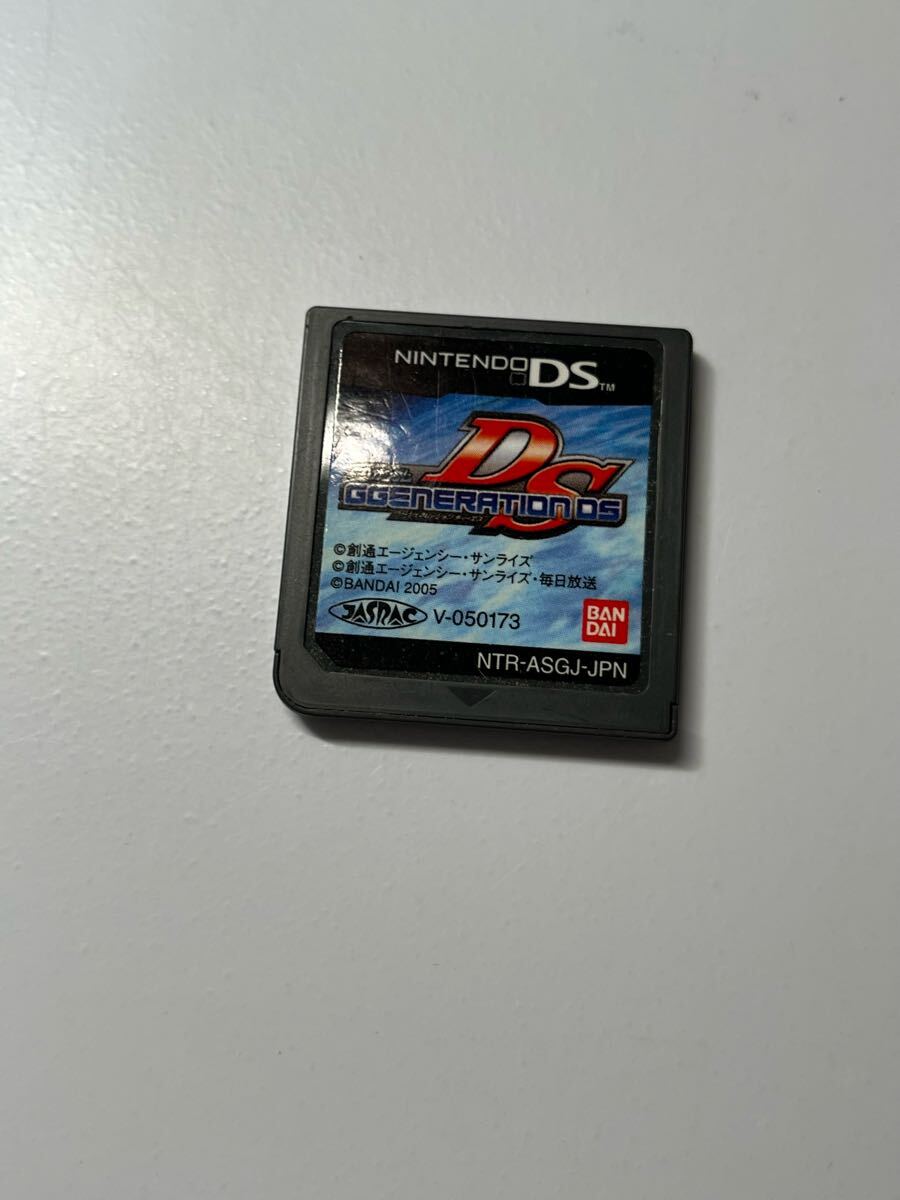 NINTENDO DS™
DS
GGENERATION DS
©創通エージェンシー・サンライズ
©創通エージェンシー・サンライズ・毎日放送
©BANDAI 2005
JASRAC V-050173
BAN
DAI
NTR-ASGJ-JPN